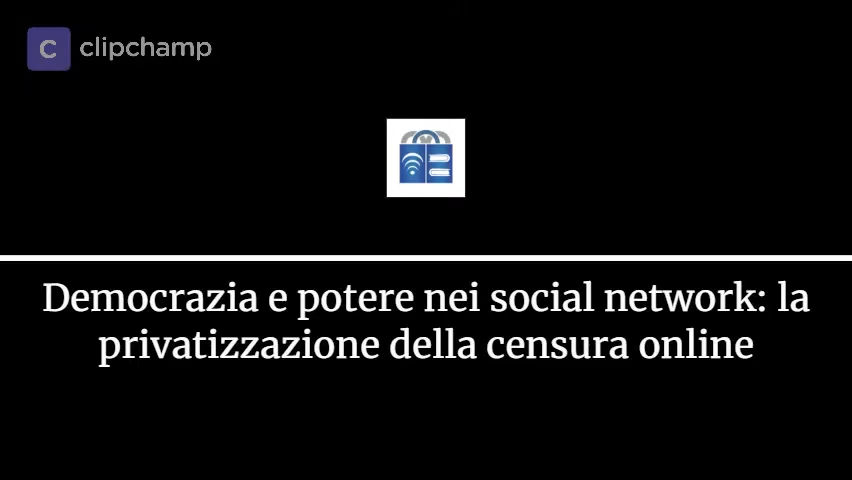 C clipchamp
Democrazia e potere nei social network: la
privatizzazione della censura online